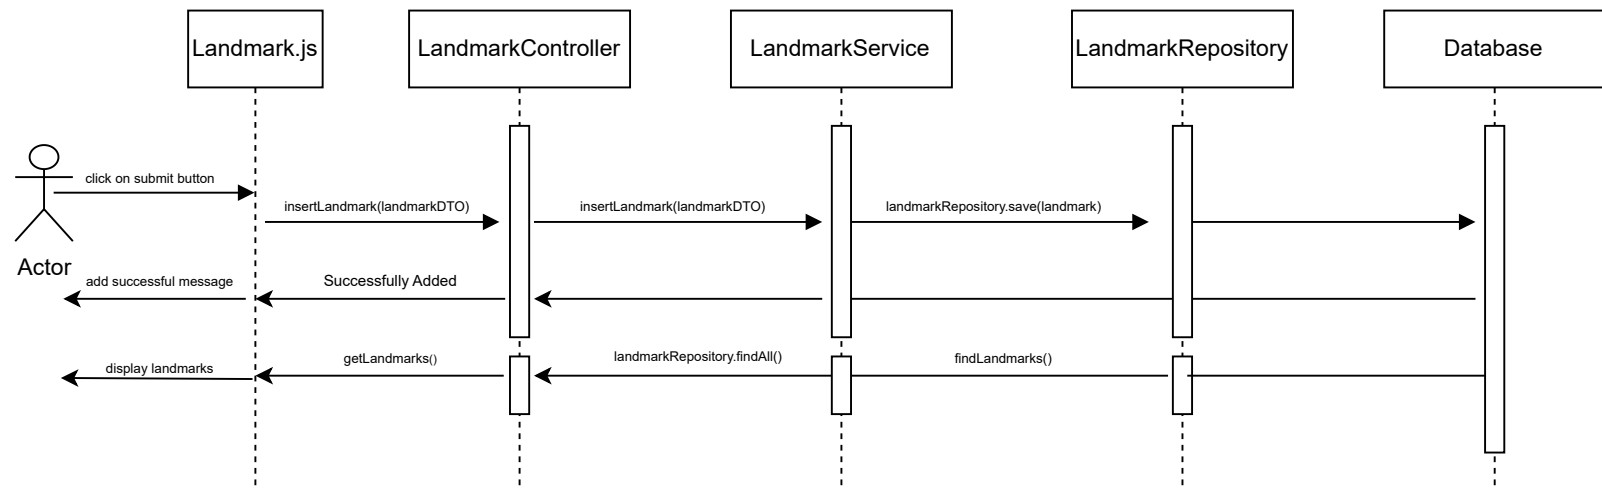 Landmark.js
LandmarkController
LandmarkService
LandmarkRepository
Database
click on submit button
insertLandmark(landmarkDTO)
insertLandmark(landmarkDTO)
landmarkRepository.save(landmark)
Actor
add successful message
Successfully Added
display landmarks
getLandmarks()
landmarkRepository.findAll()
findLandmarks()